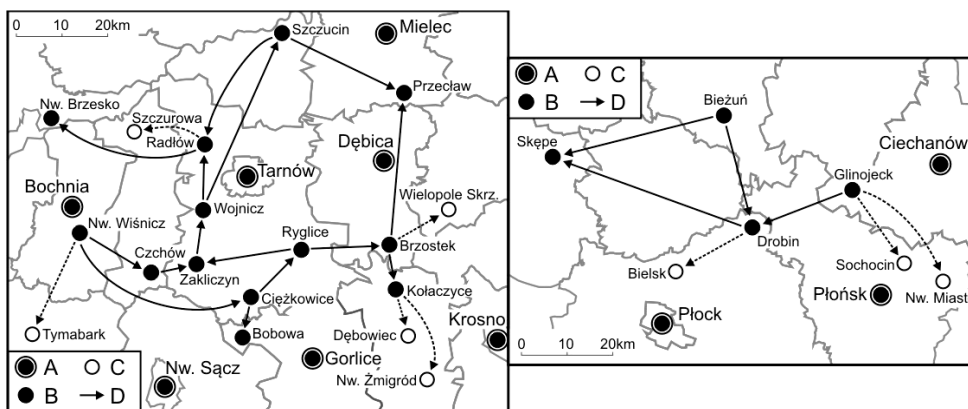 0 10 20km
Szczucin
Mielec
Przecław
Nw. Brzesko
Szczurowa
Radłów
Dębica
Tarnów
Bochnia
Wielopole Skrz.
Nw. Wiśnicz
Wojnicz
Ryglice
Brzostek
Czchów
Zakliczyn
Kołaczyce
Ciężkowice
Krosno
Tymabark
Bobowa
Dębowiec
Gorlice
Nw. Żmigród
Nw. Sącz
A C
B D
A C
B D
Bieżuń
Skępe
Ciechanów
Glinojeck
Drobin
Bielsk
Sochocin
Płońsk
Nw. Miast
Płock
0 10 20km